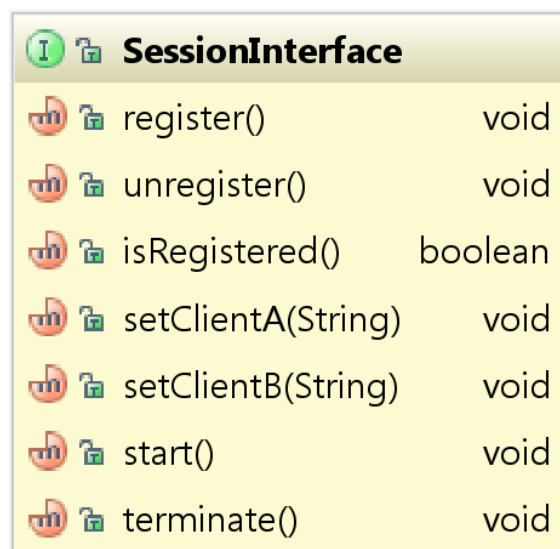 I SessionInterface
m register() void
m unregister() void
m isRegistered() boolean
m setClientA(String) void
m setClientB(String) void
m start() void
m terminate() void